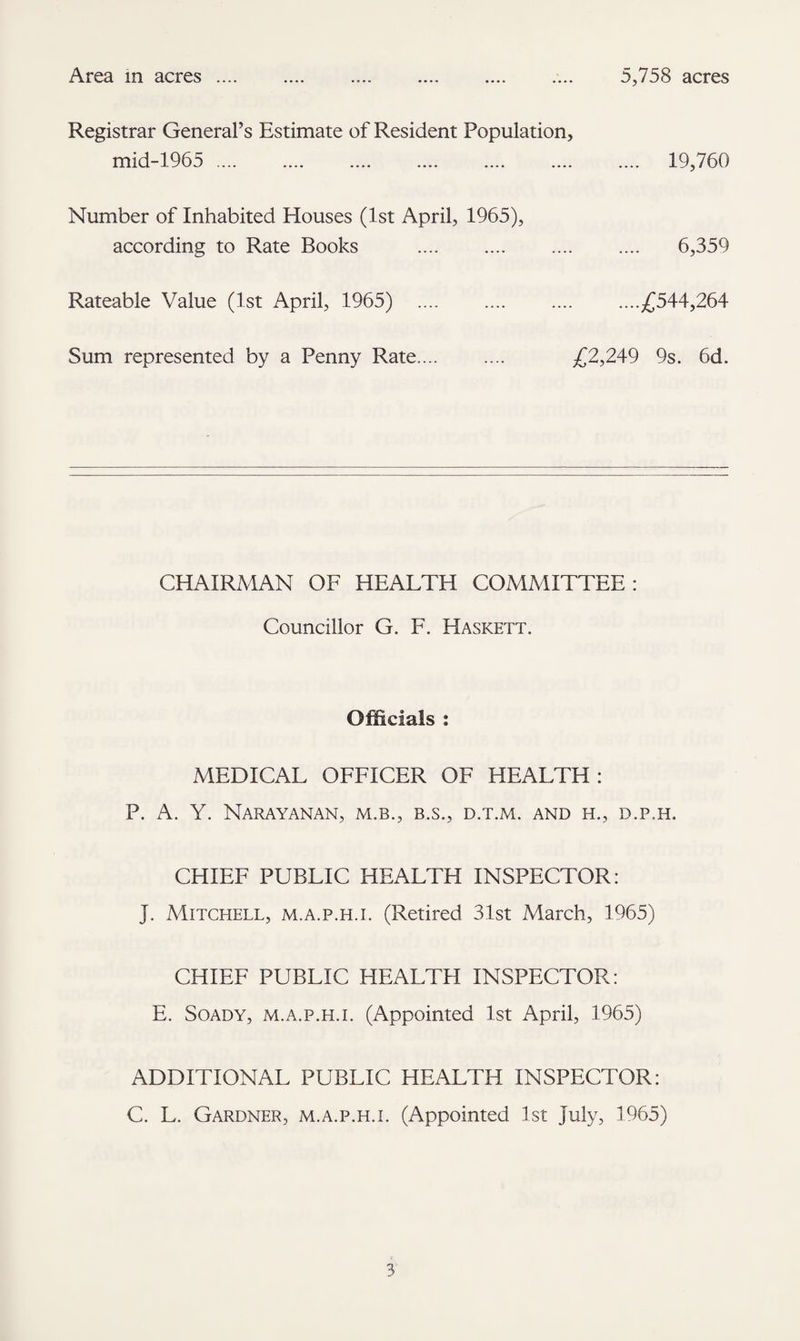 Area in acres .... .... .... .... .... .... 5,758 acres
Registrar General's Estimate of Resident Population,
mid-1965 .... .... .... .... .... .... .... 19,760
Number of Inhabited Houses (1st April, 1965),
according to Rate Books .... .... .... .... 6,359
Rateable Value (1st April, 1965) .... .... .... ....£544,264
Sum represented by a Penny Rate.... .... £2,249 9s. 6d.
CHAIRMAN OF HEALTH COMMITTEE :
Councillor G. F. HASKETT.
Officials :
MEDICAL OFFICER OF HEALTH :
P. A. Y. NARAYANAN, M.B., B.S., D.T.M. AND H., D.P.H.
CHIEF PUBLIC HEALTH INSPECTOR:
J. MITCHELL, M.A.P.H.I. (Retired 31st March, 1965)
CHIEF PUBLIC HEALTH INSPECTOR:
E. SOADY, M.A.P.H.I. (Appointed 1st April, 1965)
ADDITIONAL PUBLIC HEALTH INSPECTOR:
C. L. GARDNER, M.A.P.H.I. (Appointed 1st July, 1965)
3